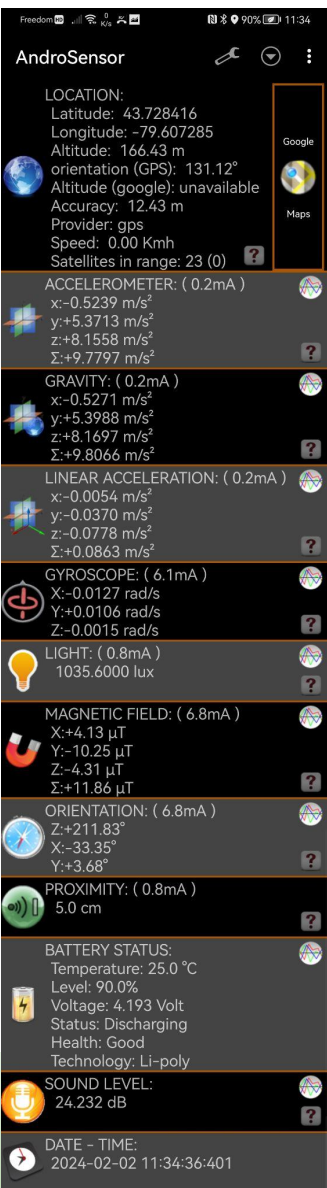 Freedom HD 0 K/s 90% 11:34
AndroSensor
LOCATION:
Latitude: 43.728416
Longitude: -79.607285
Altitude: 166.43 m
orientation (GPS): 131.12°
Altitude (google): unavailable
Accuracy: 12.43 m
Provider: gps
Speed: 0.00 Kmh
Satellites in range: 23 (0)
?
Google
Maps
ACCELEROMETER: ( 0.2mA )
x:-0.5239 m/s²
y:+5.3713 m/s²
z:+8.1558 m/s²
Σ:+9.7797 m/s²
?
GRAVITY: ( 0.2mA )
x:-0.5271 m/s²
y:+5.3988 m/s²
z:+8.1697 m/s²
Σ:+9.8066 m/s²
?
LINEAR ACCELERATION: ( 0.2mA )
x:-0.0054 m/s²
y:-0.0370 m/s²
z:-0.0778 m/s²
Σ:+0.0863 m/s²
?
GYROSCOPE: ( 6.1mA )
X:-0.0127 rad/s
Y:+0.0106 rad/s
Z:-0.0015 rad/s
?
LIGHT: ( 0.8mA )
1035.6000 lux
?
MAGNETIC FIELD: ( 6.8mA )
X:+4.13 μT
Y:-10.25 μT
Z:-4.31 μT
Σ:+11.86 μT
?
ORIENTATION: ( 6.8mA )
Z:+211.83°
X:-33.35°
Y:+3.68°
?
PROXIMITY: ( 0.8mA )
5.0 cm
?
BATTERY STATUS:
Temperature: 25.0 °C
Level: 90.0%
Voltage: 4.193 Volt
Status: Discharging
Health: Good
Technology: Li-poly
SOUND LEVEL:
24.232 dB
?
DATE - TIME:
2024-02-02 11:34:36:401